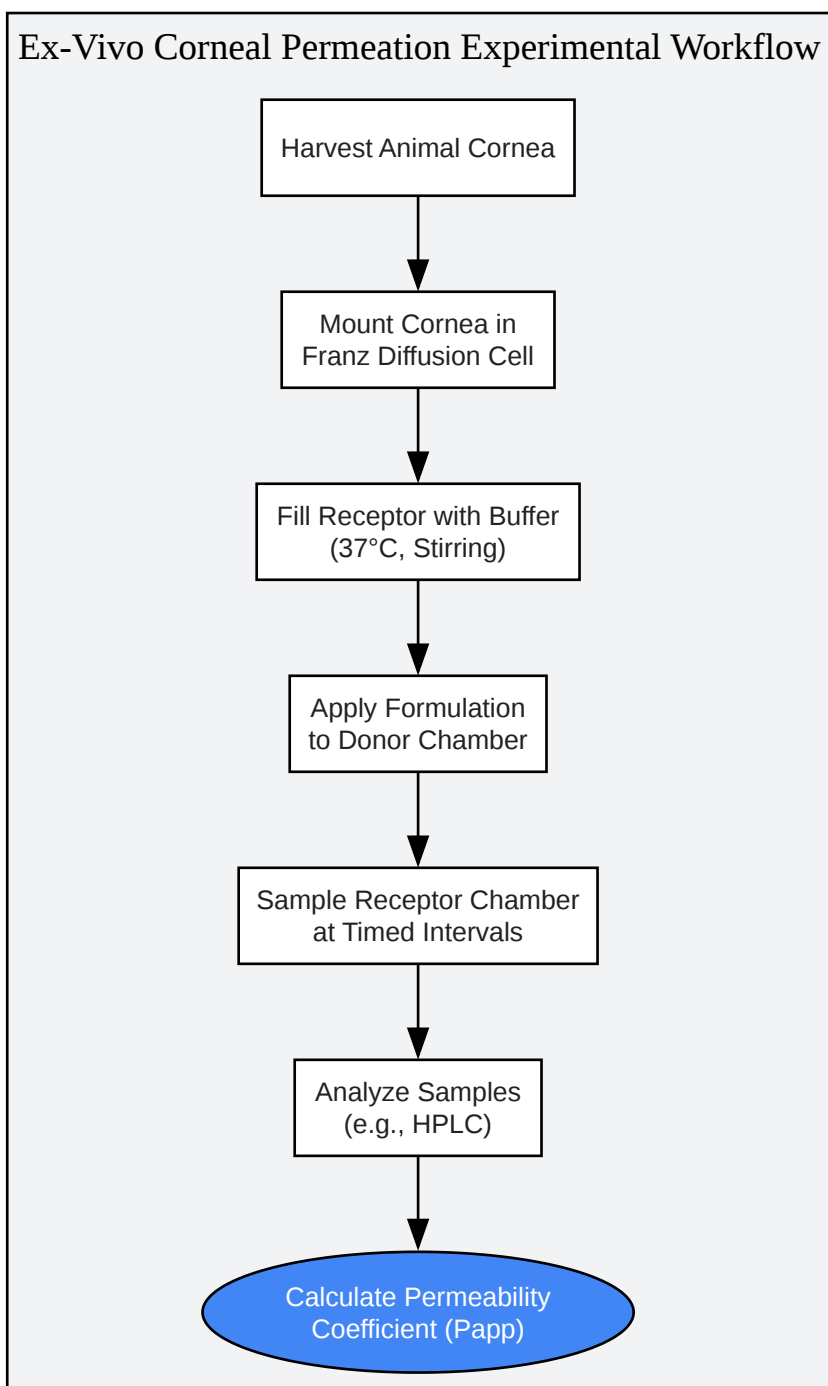 Ex-Vivo Corneal Permeation Experimental Workflow
Harvest Animal Cornea
Mount Cornea in
Franz Diffusion Cell
Fill Receptor with Buffer
(37°C, Stirring)
Apply Formulation
to Donor Chamber
Sample Receptor Chamber
at Timed Intervals
Analyze Samples
(e.g., HPLC)
Calculate Permeability
Coefficient (Papp)